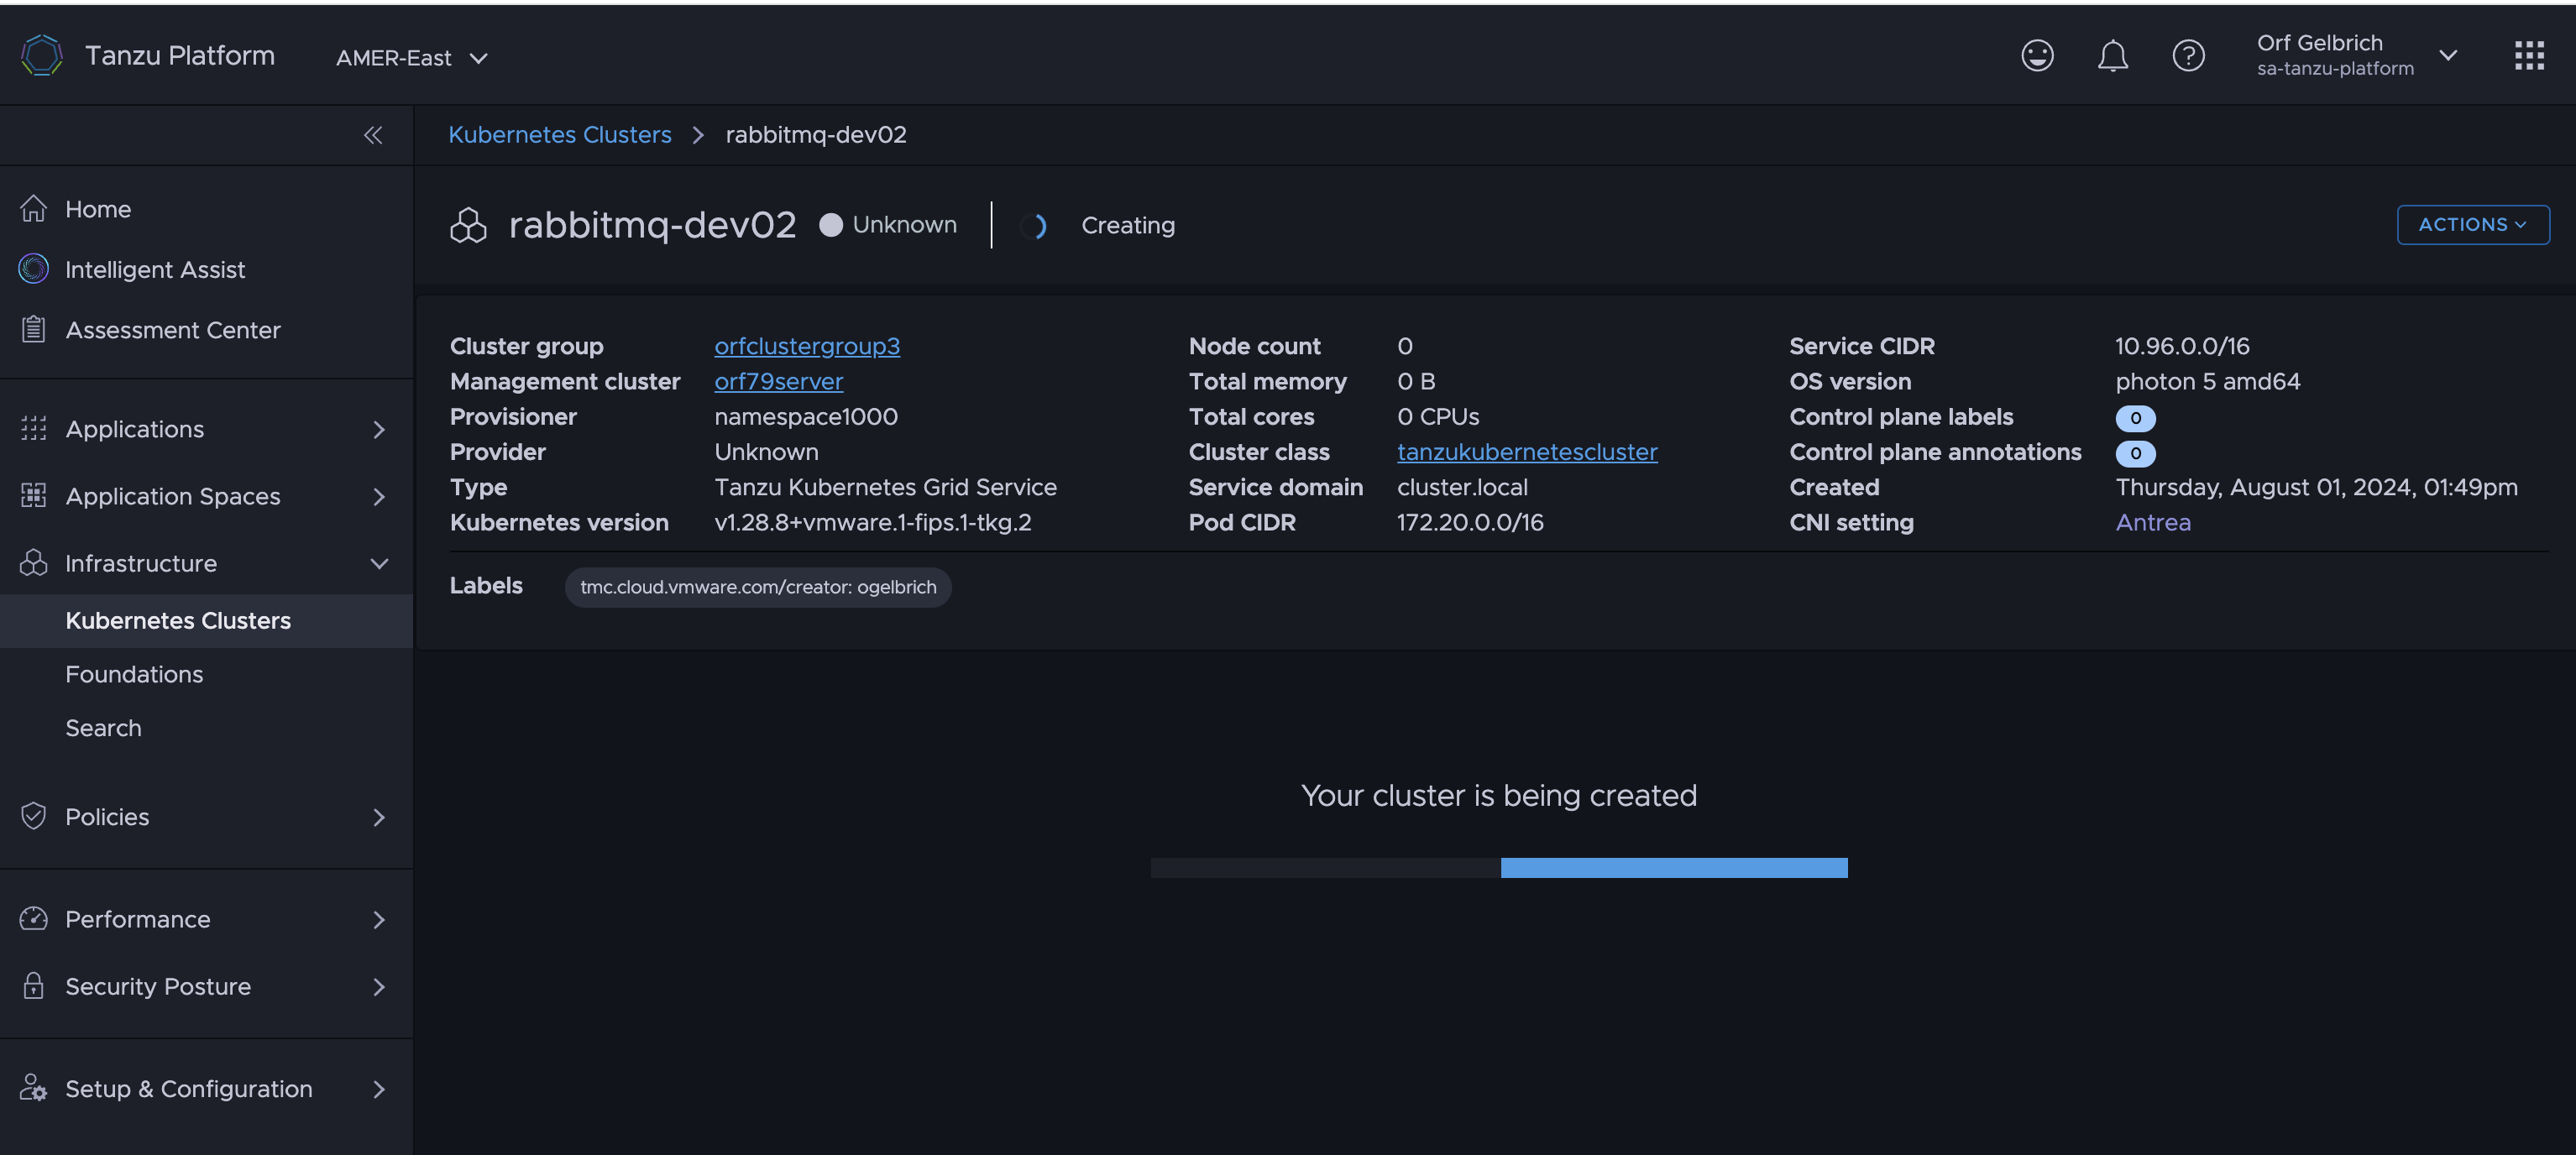 Tanzu Platform
AMER-East
Orf Gelbrich
sa-tanzu-platform
Kubernetes Clusters > rabbitmq-dev02
Home
Intelligent Assist
Assessment Center
Applications
Application Spaces
Infrastructure
Kubernetes Clusters
Foundations
Search
Policies
Performance
Security Posture
Setup & Configuration
rabbitmq-dev02 Unknown Creating
ACTIONS
Cluster group orfclustergroup3
Management cluster orf79server
Provisioner namespace1000
Provider Unknown
Type Tanzu Kubernetes Grid Service
Kubernetes version v1.28.8+vmware.1-fips.1-tkg.2
Node count 0
Total memory 0 B
Total cores 0 CPUs
Cluster class tanzukubernetescluster
Service domain cluster.local
Pod CIDR 172.20.0.0/16
Service CIDR 10.96.0.0/16
OS version photon 5 amd64
Control plane labels 0
Control plane annotations 0
Created Thursday, August 01, 2024, 01:49pm
CNI setting Antrea
Labels tmc.cloud.vmware.com/creator: ogelbrich
Your cluster is being created